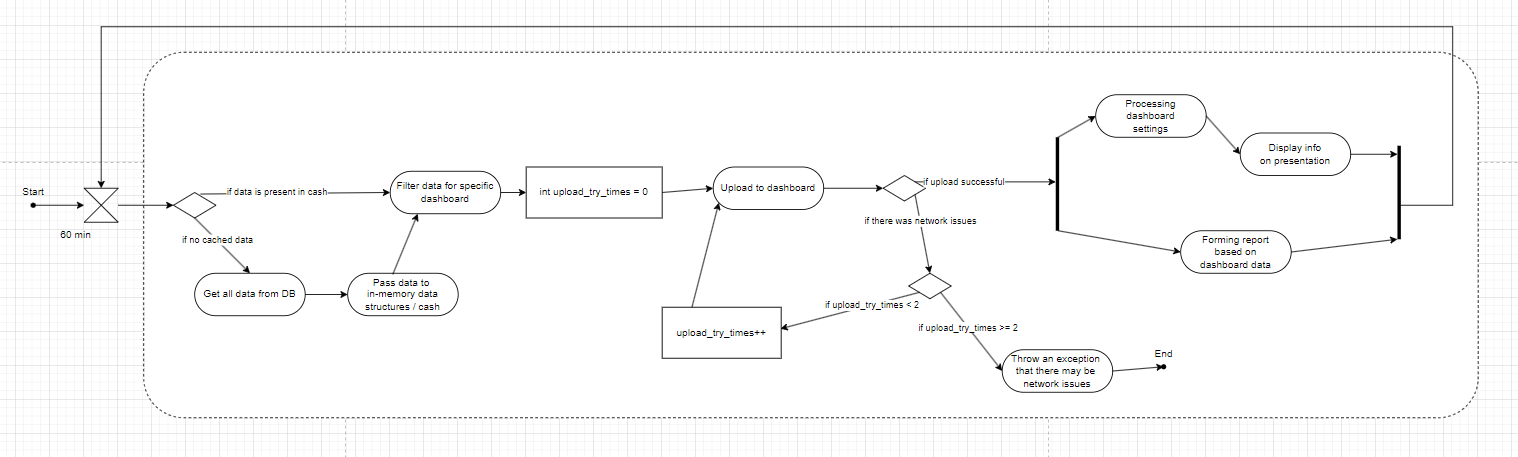 Start
60 min
if data is present in cash
if no cached data
Get all data from DB
Pass data to
in-memory data
structures / cash
Filter data for specific
dashboard
int upload_try_times = 0
Upload to dashboard
if upload successful
if there was network issues
if upload_try_times < 2
upload_try_times++
if upload_try_times >= 2
Throw an exception
that there may be
network issues
End
Processing
dashboard
settings
Display info
on presentation
Forming report
based on
dashboard data